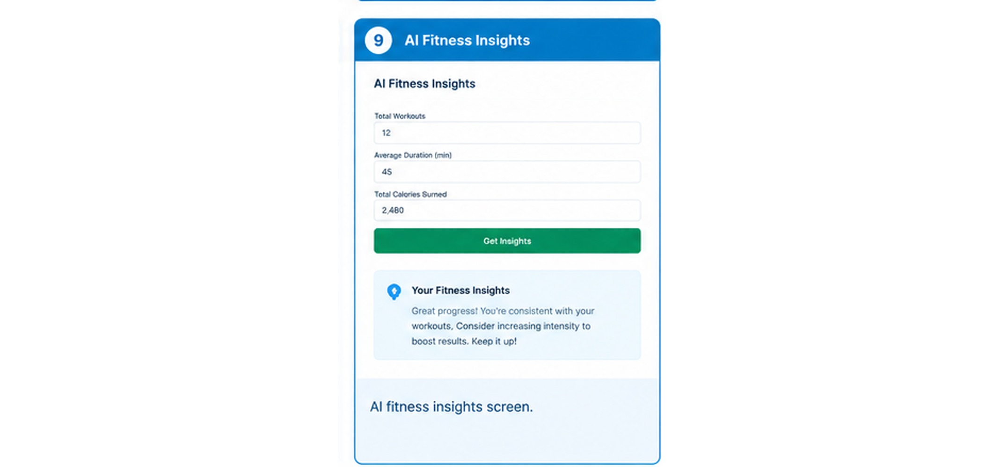 9 AI Fitness Insights
AI Fitness Insights
Total Workouts
12
Average Duration (min)
45
Total Calories Surned
2,480
Get Insights
Your Fitness Insights
Great progress! You're consistent with your
workouts, Consider increasing intensity to
boost results. Keep it up!
AI fitness insights screen.